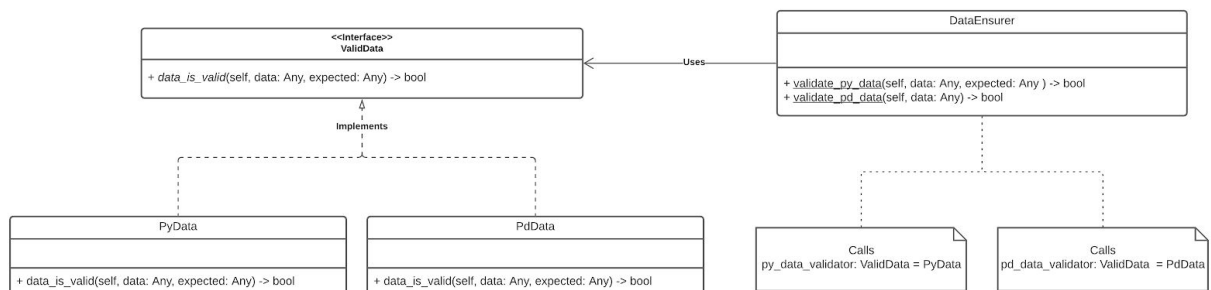 <<Interface>>
ValidData
+ data_is_valid(self, data: Any, expected: Any) -> bool
Uses
DataEnsurer
+ validate_py_data(self, data: Any, expected: Any ) -> bool
+ validate_pd_data(self, data: Any) -> bool
Implements
PyData
+ data_is_valid(self, data: Any, expected: Any) -> bool
PdData
+ data_is_valid(self, data: Any, expected: Any) -> bool
Calls
py_data_validator: ValidData = PyData
Calls
pd_data_validator: ValidData = PdData